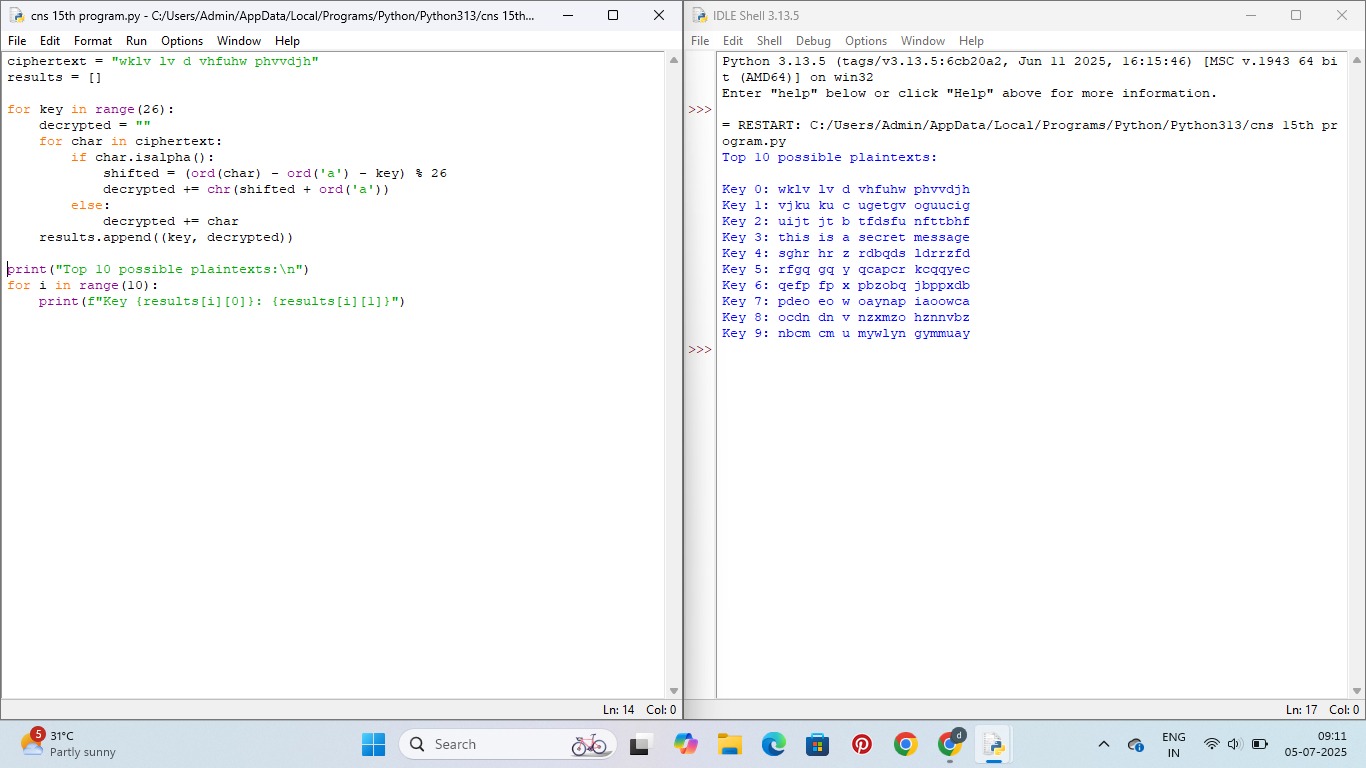 cns 15th program.py - C:/Users/Admin/AppData/Local/Programs/Python/Python313/cns 15th...
File Edit Format Run Options Window Help
ciphertext = "wklv lv d vhfuhw phvvdjh"
results = []
for key in range(26):
    decrypted = ""
    for char in ciphertext:
        if char.isalpha():
            shifted = (ord(char) - ord('a') - key) % 26
            decrypted += chr(shifted + ord('a'))
        else:
            decrypted += char
    results.append((key, decrypted))
print("Top 10 possible plaintexts:\n")
for i in range(10):
    print(f"Key {results[i][0]}: {results[i][1]}")
Ln: 14 Col: 0
IDLE Shell 3.13.5
File Edit Shell Debug Options Window Help
Python 3.13.5 (tags/v3.13.5:6cb20a2, Jun 11 2025, 16:15:46) [MSC v.1943 64 bi
t (AMD64)] on win32
Enter "help" below or click "Help" above for more information.
>>>
= RESTART: C:/Users/Admin/AppData/Local/Programs/Python/Python313/cns 15th pr
ogram.py
Top 10 possible plaintexts:
Key 0: wklv lv d vhfuhw phvvdjh
Key 1: vjku ku c ugetgv oguucig
Key 2: uijt jt b tfdsfu nfttbhf
Key 3: this is a secret message
Key 4: sghr hr z rdbqds ldrrzfd
Key 5: rfgq gq y qcapcr kcqqyec
Key 6: qefp fp x pbzobq jbppxdb
Key 7: pdeo eo w oaynap iaoowca
Key 8: ocdn dn v nzxmzo hznnvbz
Key 9: nbcm cm u mywlyn gymmuay
>>>
Ln: 17 Col: 0
5
31°C
Partly sunny
Search
d
ENG
IN
09:11
05-07-2025